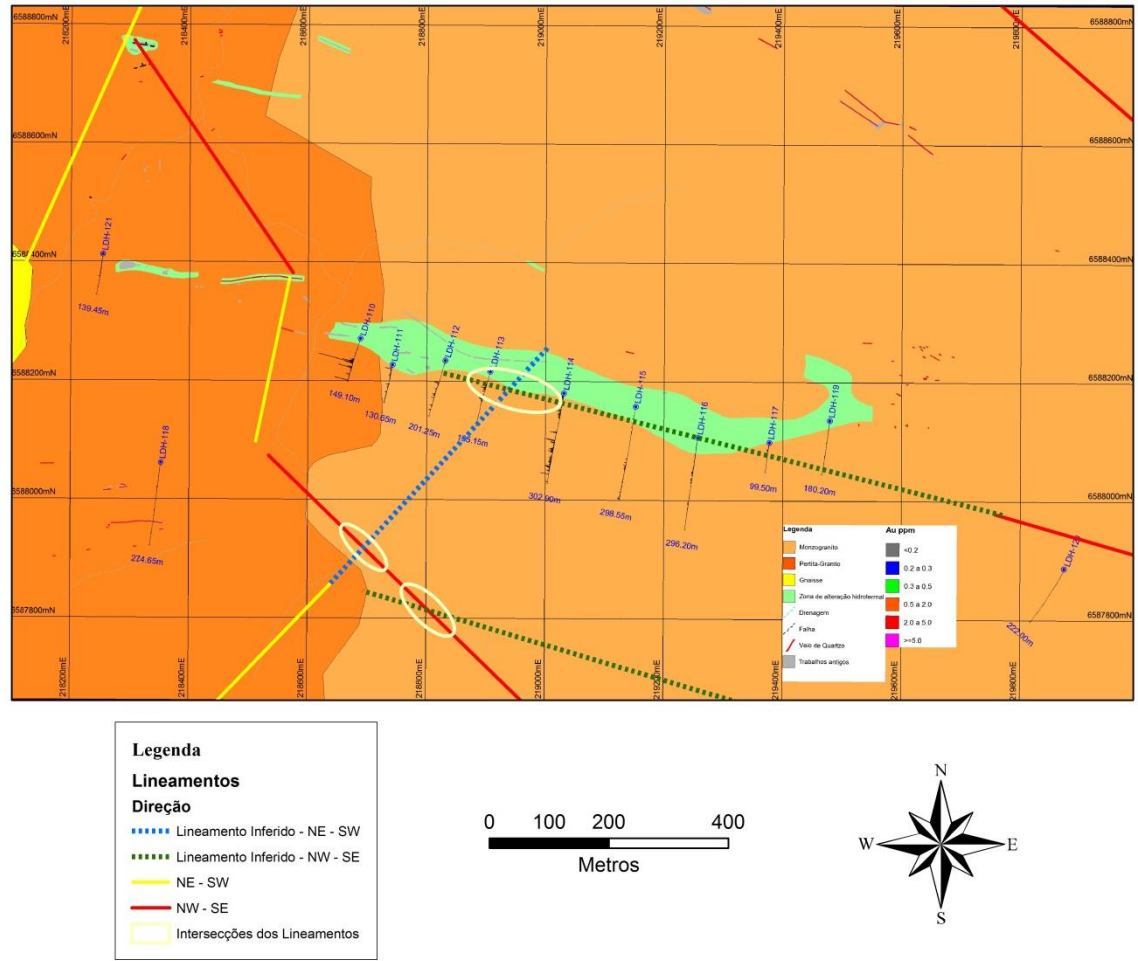 6588800mN
218200mE
218400mE
218600mE
218800mE
219000mE
219200mE
219400mE
219600mE
219800mE
6588800mN
6588600mN
6588600mN
LDH-121
6588400mN
6588400mN
139.45m
LDH-110
LDH-111
LDH-112
LDH-113
LDH-114
LDH-115
LDH-116
LDH-117
LDH-119
6588200mN
6588200mN
149.10m
130.65m
201.25m
302.90m
298.55m
296.20m
99.50m
180.20m
LDH-118
274.65m
6588000mN
6588000mN
222.00m
6587800mN
6587800mN
218200mE
218400mE
218600mE
218800mE
219000mE
219200mE
219400mE
219600mE
219800mE
Legenda
Monzogranito
Pertita-Granito
Gnaisse
Zona de alteração hidrotermal
Drenagem
Falha
Veio de Quartzo
Trabalhos antigos
Au ppm
<0.2
0.2 a 0.3
0.3 a 0.5
0.5 a 2.0
2.0 a 5.0
>=5.0
Legenda
Lineamentos
Direção
Lineamento Inferido - NE - SW
Lineamento Inferido - NW - SE
NE - SW
NW - SE
Intersecções dos Lineamentos
0 100 200 400
Metros
N
W E
S